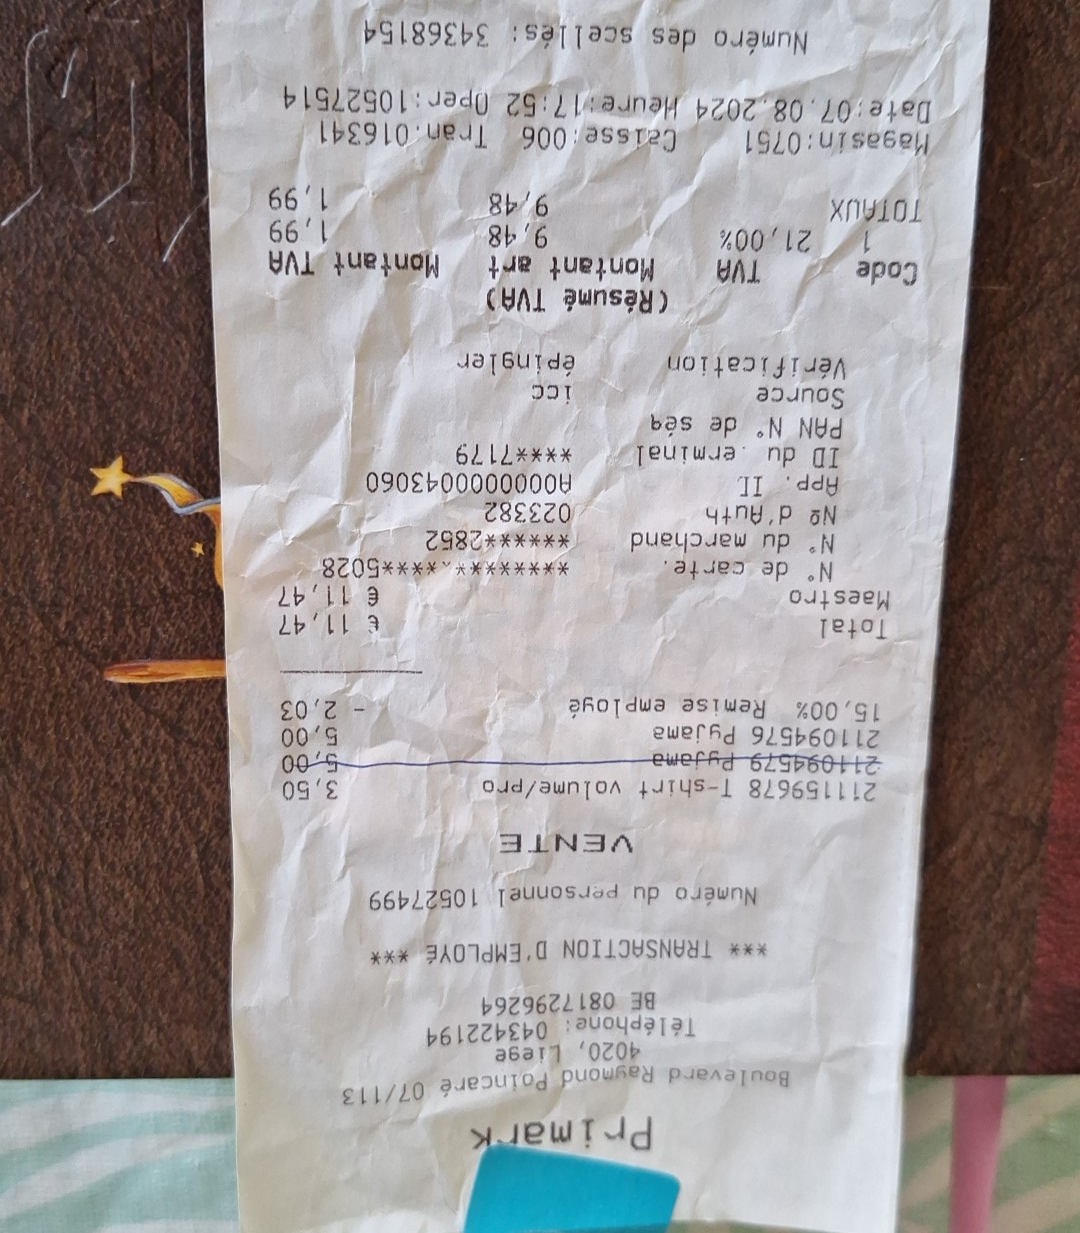 Primark
Boulevard Raymond Poincaré 07/113
4020, Liege
Téléphone: 043422194
BE 0817296264
*** TRANSACTION D'EMPLOYÉ ***
Numéro du personnel 10527499
VENTE
211159678 T-shirt volume/pro 3,50
211094579 Pyjama 5,00
211094576 Pyjama 5,00
15,00% Remise employé - 2,03
Total € 11,47
Maestro € 11,47
N° de carte. ***************5028
N° du marchand *******2852
Nº d'Auth 023382
App. II A0000000043060
ID du .erminal ****7179
PAN N° de séq
Source icc
Vérification épingler
(Résumé TVA)
Code TVA Montant art Montant TVA
1 21,00% 9,48 1,99
TOTAUX 9,48 1,99
Magasin:0751 Caisse:006 Tran:016341
Date:07.08.2024 Heure:17:52 Oper:10527514
Numéro des scellés: 34368154